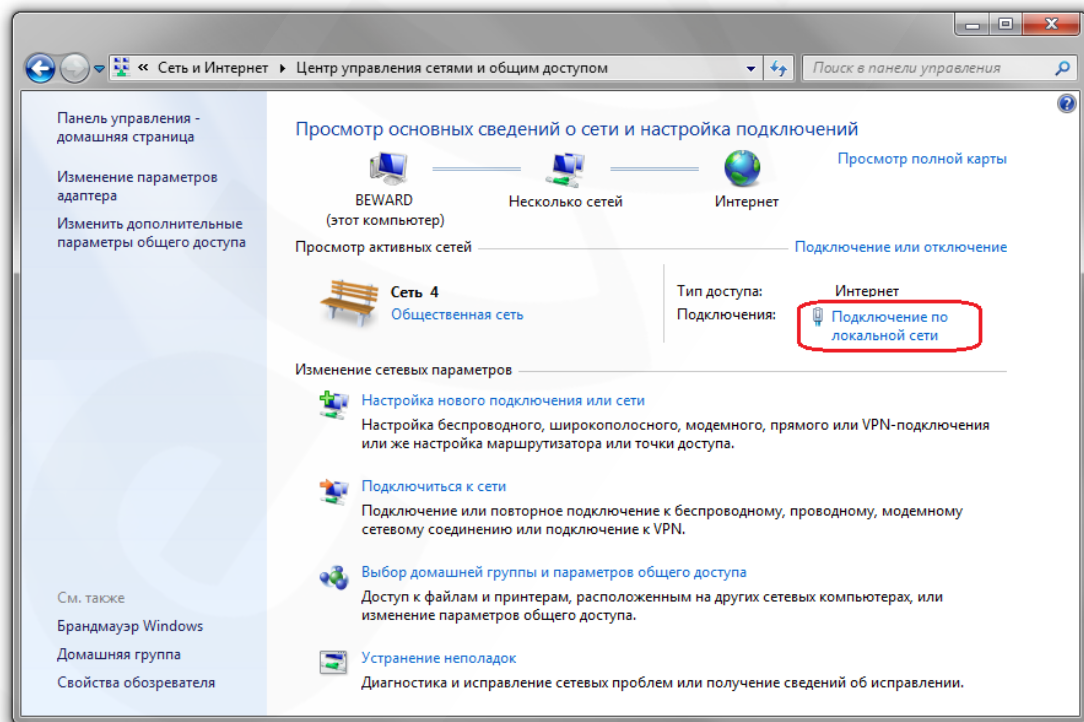 « Сеть и Интернет ▸ Центр управления сетями и общим доступом
Поиск в панели управления
Панель управления -
домашняя страница
Изменение параметров
адаптера
Изменить дополнительные
параметры общего доступа
См. также
Брандмауэр Windows
Домашняя группа
Свойства обозревателя
Просмотр основных сведений о сети и настройка подключений
Просмотр полной карты
BEWARD
(этот компьютер)
Несколько сетей
Интернет
Просмотр активных сетей
Подключение или отключение
Сеть 4
Общественная сеть
Тип доступа: Интернет
Подключения: Подключение по
локальной сети
Изменение сетевых параметров
Настройка нового подключения или сети
Настройка беспроводного, широкополосного, модемного, прямого или VPN-подключения
или же настройка маршрутизатора или точки доступа.
Подключиться к сети
Подключение или повторное подключение к беспроводному, проводному, модемному
сетевому соединению или подключение к VPN.
Выбор домашней группы и параметров общего доступа
Доступ к файлам и принтерам, расположенным на других сетевых компьютерах, или
изменение параметров общего доступа.
Устранение неполадок
Диагностика и исправление сетевых проблем или получение сведений об исправлении.